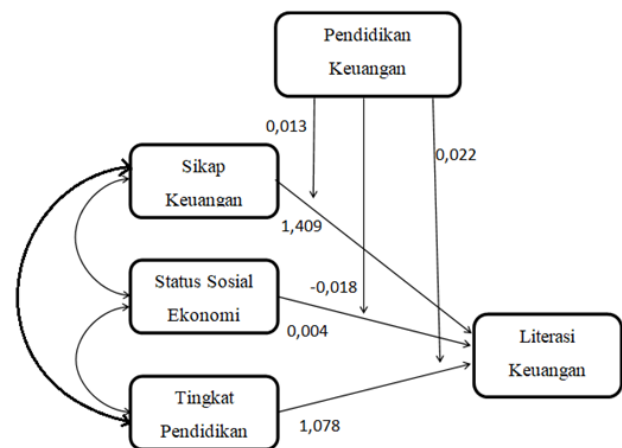 Pendidikan
Keuangan
0,013
0,022
Sikap
Keuangan
1,409
Status Sosial
Ekonomi
-0,018
0,004
Literasi
Keuangan
Tingkat
Pendidikan
1,078